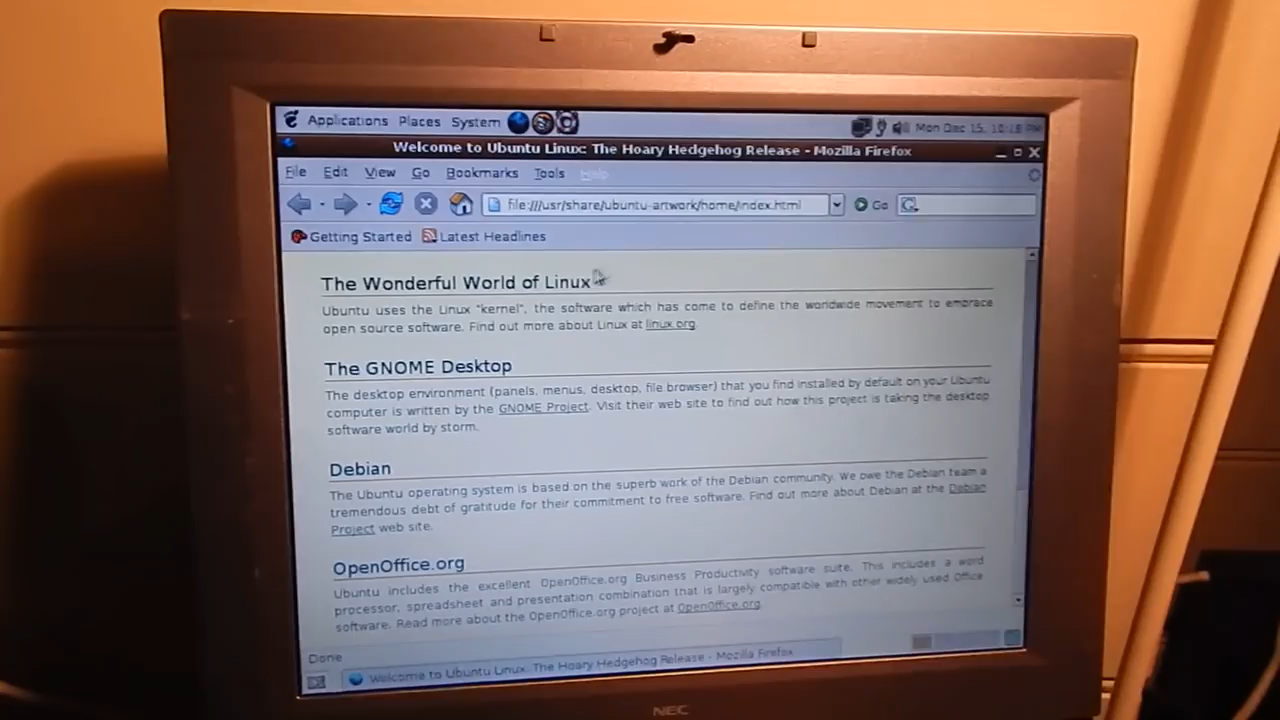 Applications Places System Mon Dec 15, 10:18 PM
Welcome to Ubuntu Linux: The Hoary Hedgehog Release - Mozilla Firefox
File Edit View Go Bookmarks Tools Help
file:///usr/share/ubuntu-artwork/home/index.html Go G
Getting Started Latest Headlines
The Wonderful World of Linux
Ubuntu uses the Linux "kernel", the software which has come to define the worldwide movement to embrace
open source software. Find out more about Linux at linux.org.
The GNOME Desktop
The desktop environment (panels, menus, desktop, file browser) that you find installed by default on your Ubuntu
computer is written by the GNOME Project. Visit their web site to find out how this project is taking the desktop
software world by storm.
Debian
The Ubuntu operating system is based on the superb work of the Debian community. We owe the Debian team a
tremendous debt of gratitude for their commitment to free software. Find out more about Debian at the Debian
Project web site.
OpenOffice.org
Ubuntu includes the excellent OpenOffice.org Business Productivity software suite. This includes a word
processor, spreadsheet and presentation combination that is largely compatible with other widely used Office
software. Read more about the OpenOffice.org project at OpenOffice.org.
Done
Welcome to Ubuntu Linux: The Hoary Hedgehog Release - Mozilla Firefox
NEC